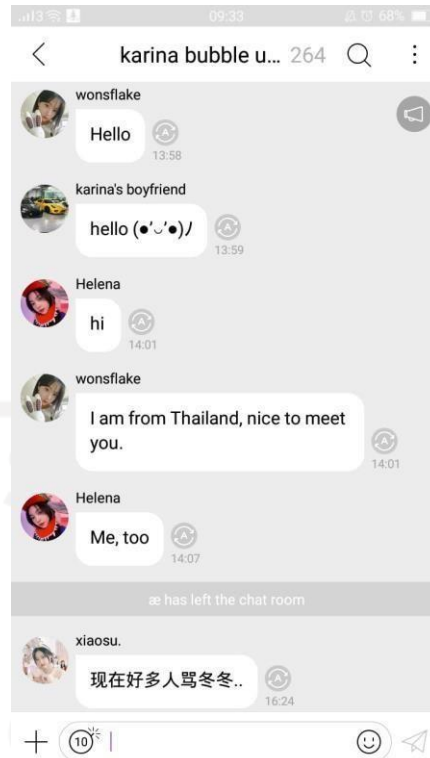 09:33
68%
karina bubble u... 264
wonsflake
Hello
13:58
karina's boyfriend
hello (●’◡’●)ﾉ
13:59
Helena
hi
14:01
wonsflake
I am from Thailand, nice to meet
you.
14:01
Helena
Me, too
14:07
æ has left the chat room
xiaosu.
现在好多人骂冬冬..
16:24
10